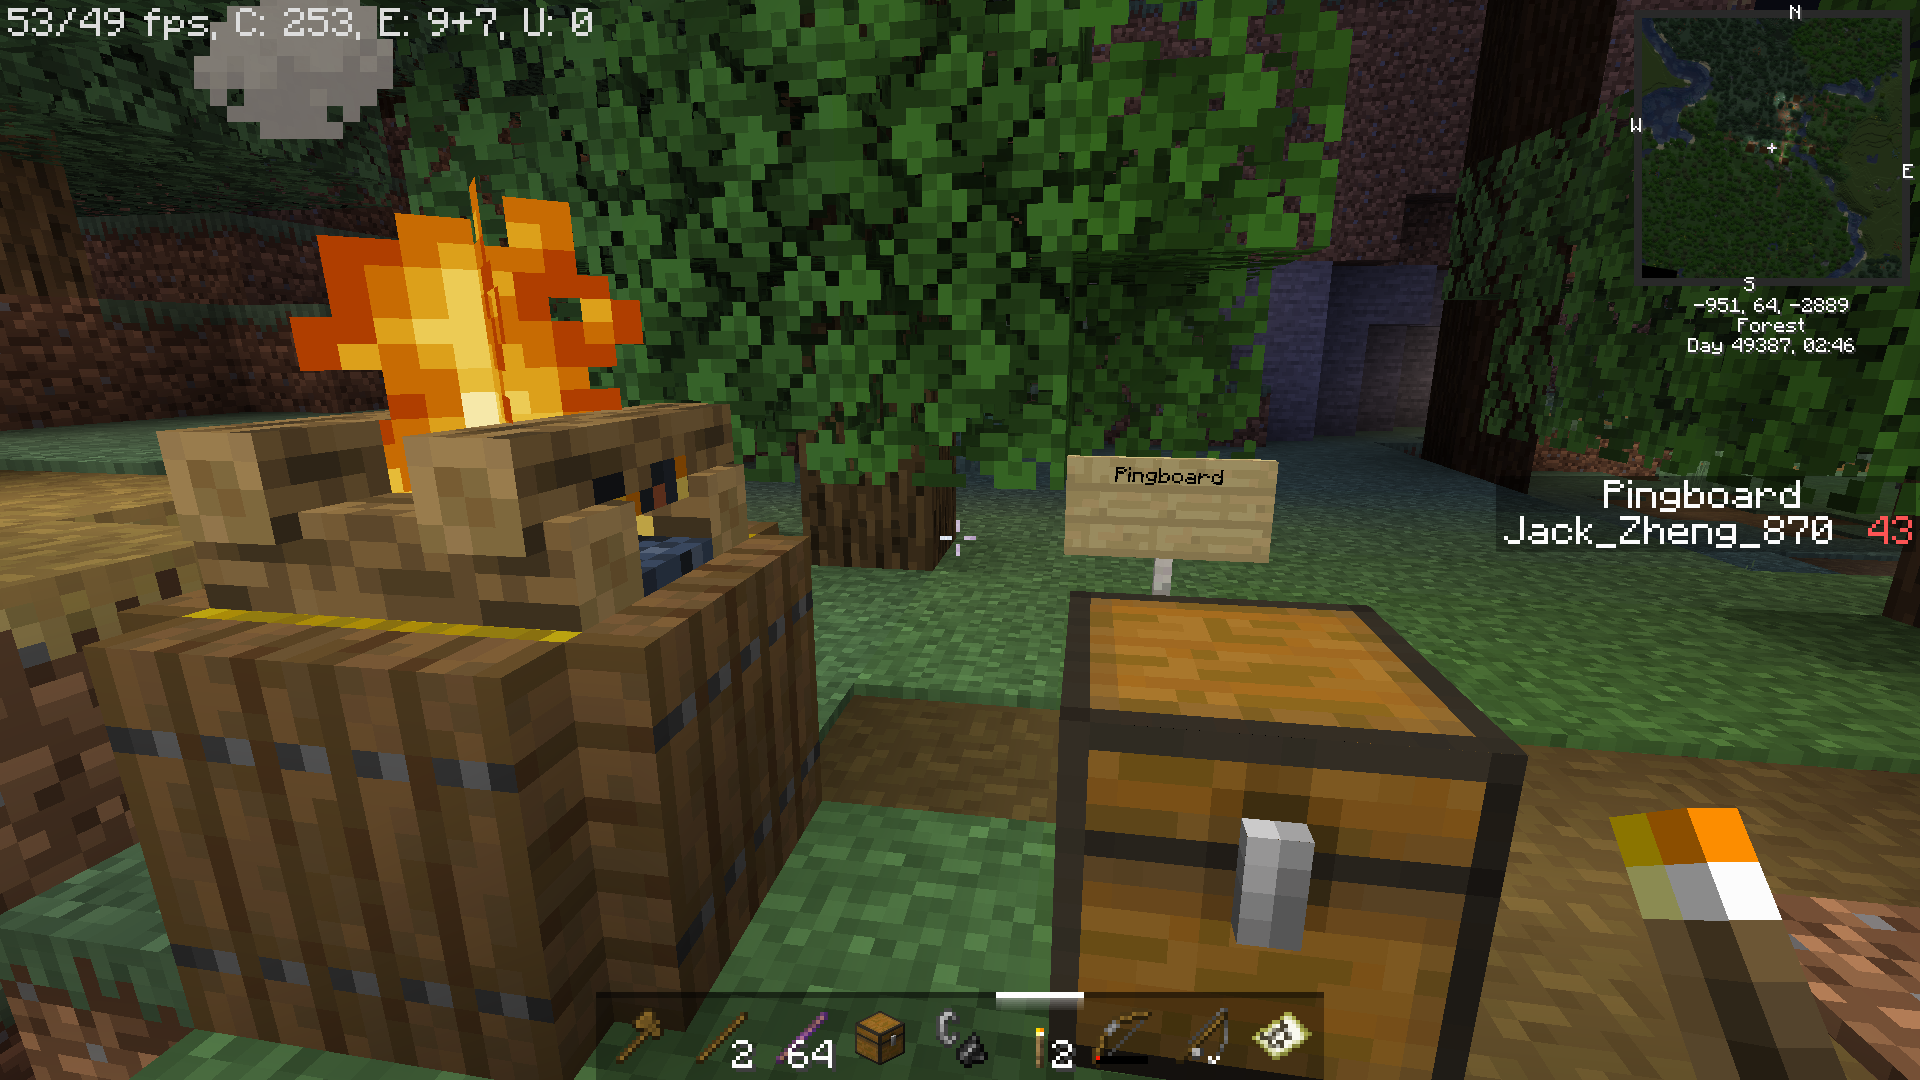 53/49 fps, C: 253, E: 9+7, U: 0
N
W
E
S
-951, 64, -2889
Forest
Day 49387, 02:46
Pingboard
Pingboard
Jack_Zheng_870 43
2
64
2